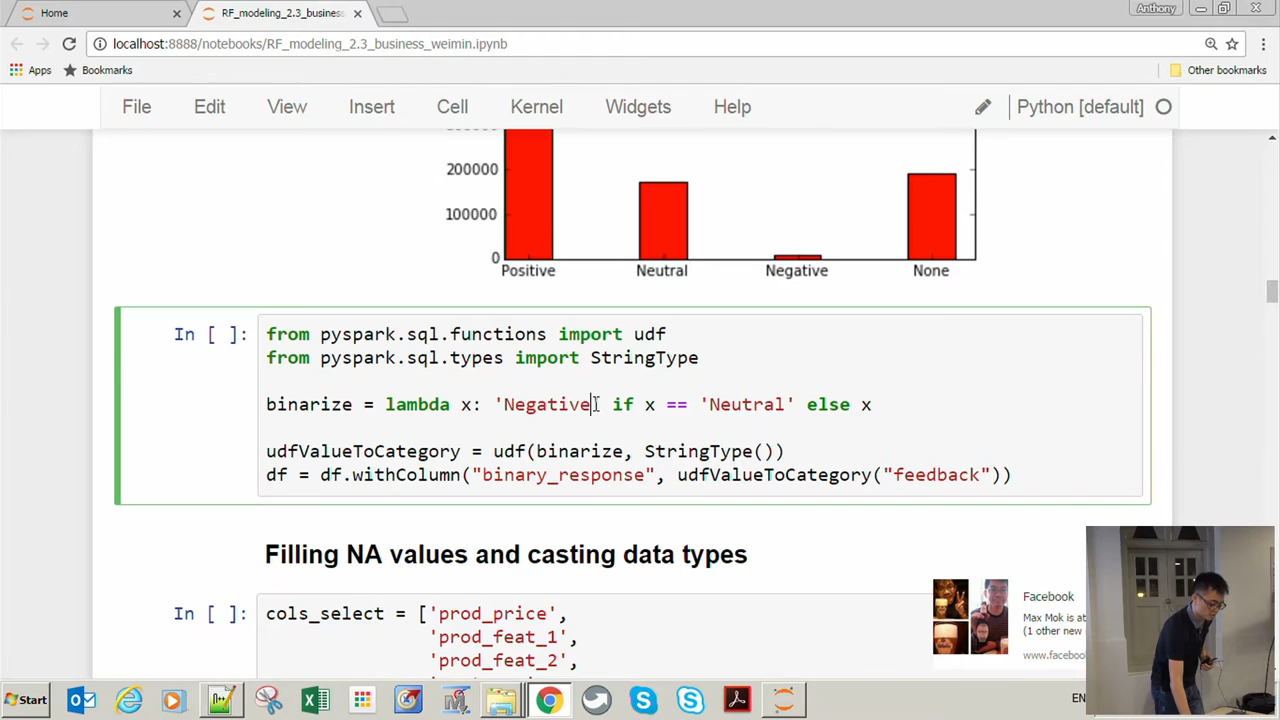 Home
RF_modeling_2.3_business
Anthony
localhost:8888/notebooks/RF_modeling_2.3_business_weimin.ipynb
Apps
Bookmarks
Other bookmarks
File Edit View Insert Cell Kernel Widgets Help
Python [default]
200000
100000
0
Positive Neutral Negative None
In [ ]:
from pyspark.sql.functions import udf
from pyspark.sql.types import StringType
binarize = lambda x: 'Negative if x == 'Neutral' else x
udfValueToCategory = udf(binarize, StringType())
df = df.withColumn("binary_response", udfValueToCategory("feedback"))
Filling NA values and casting data types
In [ ]:
cols_select = ['prod_price',
'prod_feat_1',
'prod_feat_2',
Facebook
Max Mok is at
(1 other new
www.facebo
Start
EN